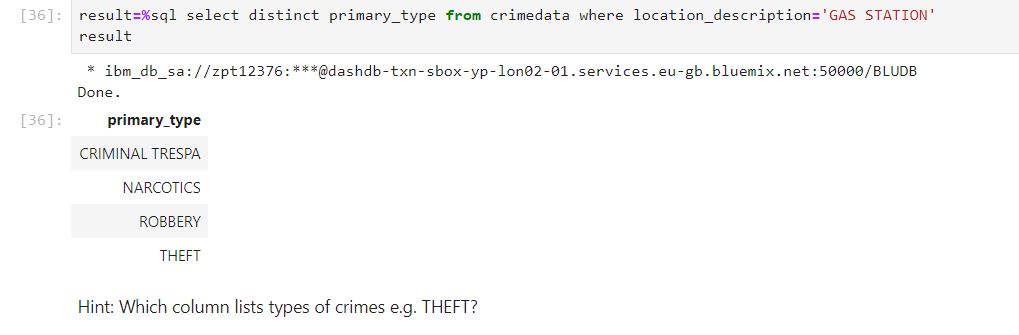 [36]: result=%sql select distinct primary_type from crimedata where location_description='GAS STATION'
result
* ibm_db_sa://zpt12376:***@dashdb-txn-sbox-yp-lon02-01.services.eu-gb.bluemix.net:50000/BLUDB
Done.
[36]: primary_type
CRIMINAL TRESPA
NARCOTICS
ROBBERY
THEFT
Hint: Which column lists types of crimes e.g. THEFT?